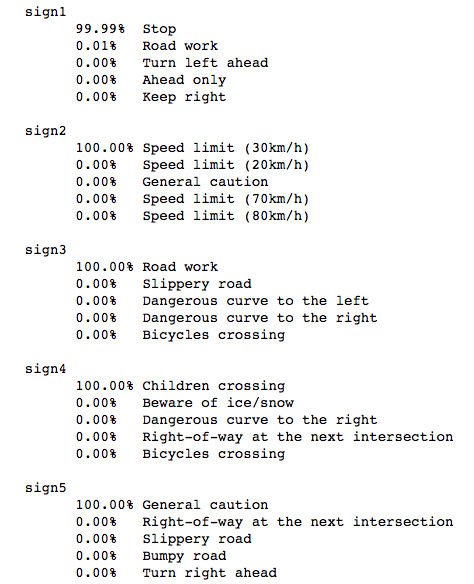 sign1
99.99% Stop
0.01% Road work
0.00% Turn left ahead
0.00% Ahead only
0.00% Keep right
sign2
100.00% Speed limit (30km/h)
0.00% Speed limit (20km/h)
0.00% General caution
0.00% Speed limit (70km/h)
0.00% Speed limit (80km/h)
sign3
100.00% Road work
0.00% Slippery road
0.00% Dangerous curve to the left
0.00% Dangerous curve to the right
0.00% Bicycles crossing
sign4
100.00% Children crossing
0.00% Beware of ice/snow
0.00% Dangerous curve to the right
0.00% Right-of-way at the next intersection
0.00% Bicycles crossing
sign5
100.00% General caution
0.00% Right-of-way at the next intersection
0.00% Slippery road
0.00% Bumpy road
0.00% Turn right ahead